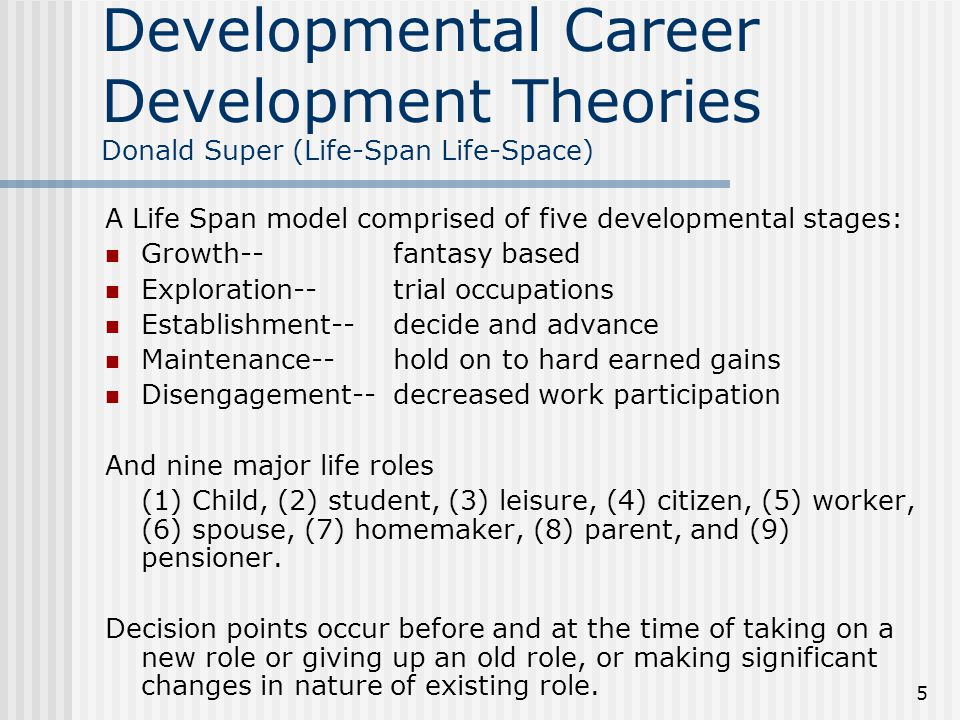 Developmental Career
Development Theories
Donald Super (Life-Span Life-Space)
A Life Span model comprised of five developmental stages:
Growth-- fantasy based
Exploration-- trial occupations
Establishment-- decide and advance
Maintenance-- hold on to hard earned gains
Disengagement-- decreased work participation
And nine major life roles
(1) Child, (2) student, (3) leisure, (4) citizen, (5) worker,
(6) spouse, (7) homemaker, (8) parent, and (9)
pensioner.
Decision points occur before and at the time of taking on a
new role or giving up an old role, or making significant
changes in nature of existing role.
5